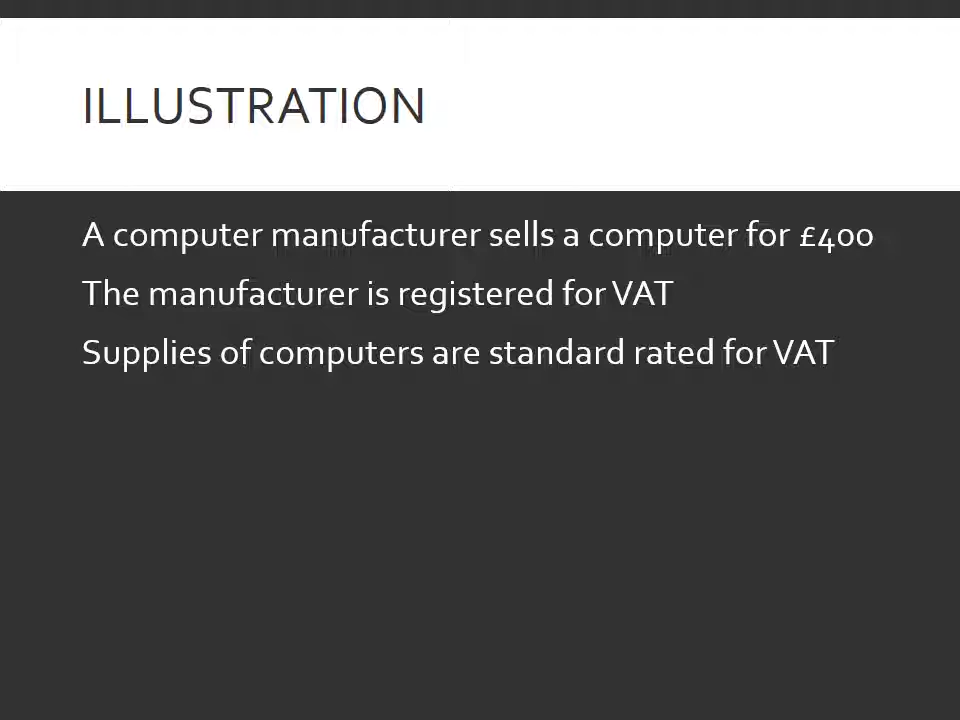 ILLUSTRATION
A computer manufacturer sells a computer for £400
The manufacturer is registered for VAT
Supplies of computers are standard rated for VAT